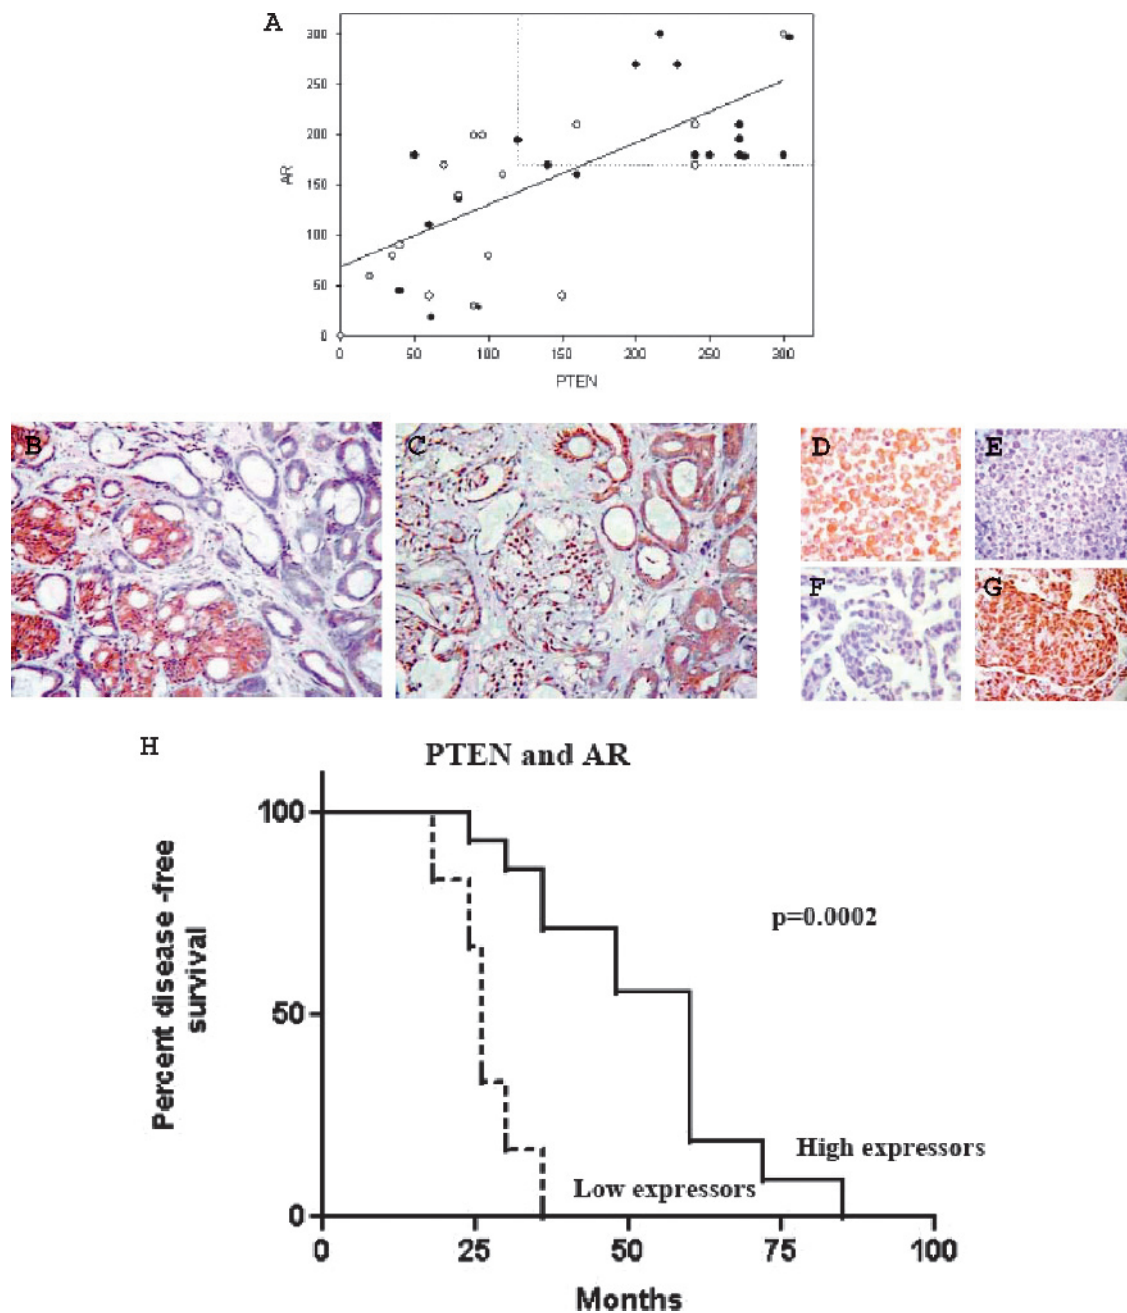 A
300
250
200
150
100
50
0
AR
0 50 100 150 200 250 300
PTEN
B
C
D
E
F
G
H
PTEN and AR
100
50
0
Percent disease -free
survival
p=0.0002
High expressors
Low expressors
0 25 50 75 100
Months